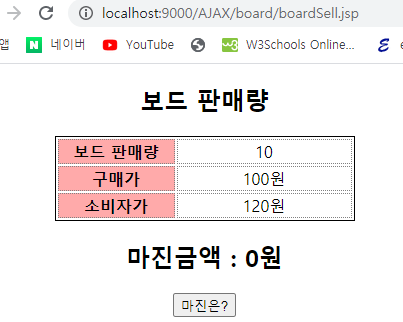 localhost:9000/AJAX/board/boardSell.jsp
앱 네이버 YouTube W3Schools Online... e
보드 판매량
보드 판매량 10
구매가 100원
소비자가 120원
마진금액 : 0원
마진은?